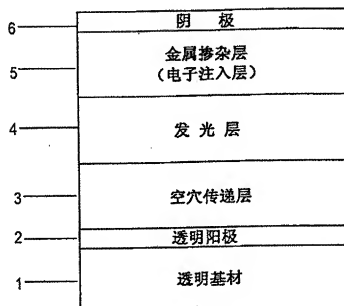 6 阴 极
5 金属掺杂层
（电子注入层）
4 发 光 层
3 空穴传递层
2 透明阳极
1 透明基材